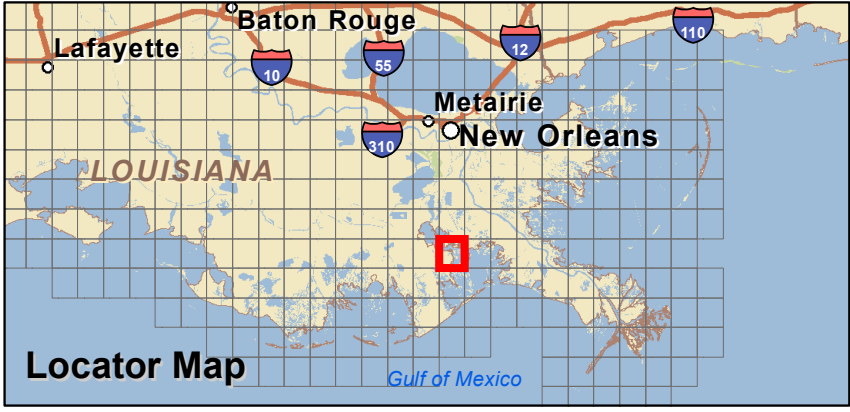 Baton Rouge
110
12
Lafayette
55
10
Metairie
New Orleans
310
LOUISIANA
Locator Map
Gulf of Mexico